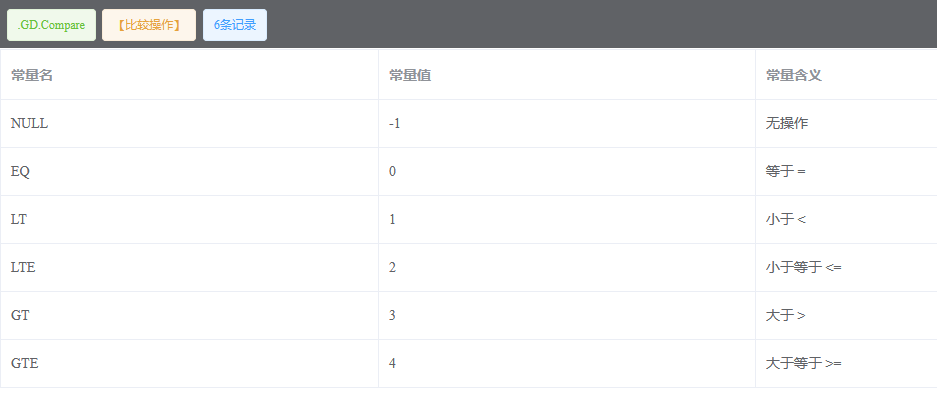 .GD.Compare 【比较操作】 6条记录
常量名 常量值 常量含义
NULL -1 无操作
EQ 0 等于 =
LT 1 小于 <
LTE 2 小于等于 <=
GT 3 大于 >
GTE 4 大于等于 >=